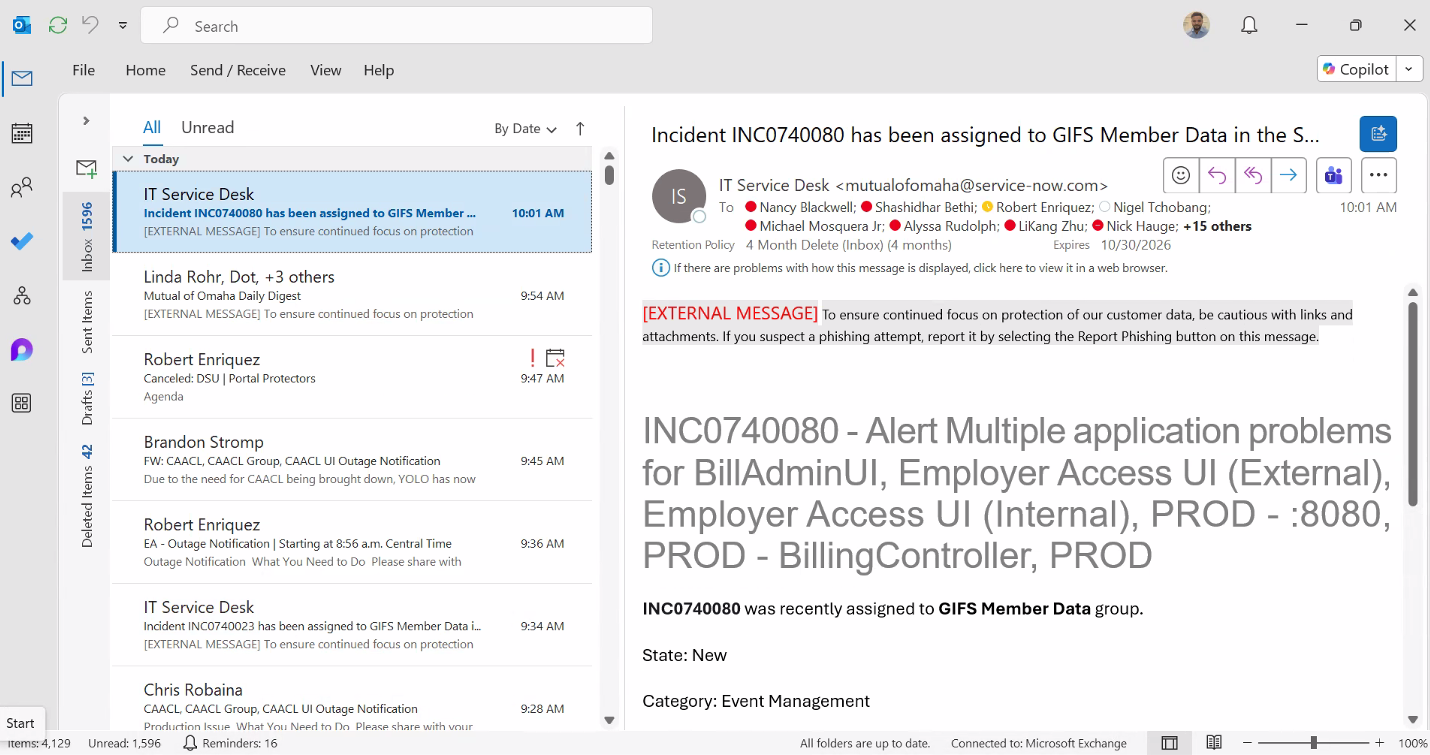 Search
File Home Send / Receive View Help
Copilot
All Unread By Date
Today
IT Service Desk
Incident INC0740080 has been assigned to GIFS Member ... 10:01 AM
[EXTERNAL MESSAGE] To ensure continued focus on protection
Linda Rohr, Dot, +3 others
Mutual of Omaha Daily Digest 9:54 AM
[EXTERNAL MESSAGE] To ensure continued focus on protection
Robert Enriquez
Canceled: DSU | Portal Protectors 9:47 AM
Agenda
Brandon Stromp
FW: CAACL, CAACL Group, CAACL UI Outage Notification 9:45 AM
Due to the need for CAACL being brought down, YOLO has now
Robert Enriquez
EA - Outage Notification | Starting at 8:56 a.m. Central Time 9:36 AM
Outage Notification What You Need to Do Please share with
IT Service Desk
Incident INC0740023 has been assigned to GIFS Member Data i... 9:34 AM
[EXTERNAL MESSAGE] To ensure continued focus on protection
Chris Robaina
CAACL, CAACL Group, CAACL UI Outage Notification 9:28 AM
Production Issue What You Need to Do Please share with your
Inbox 1596
Sent Items
Drafts [3]
Deleted Items 42
Incident INC0740080 has been assigned to GIFS Member Data in the S...
IS
IT Service Desk <mutualofomaha@service-now.com>
To Nancy Blackwell; Shashidhar Bethi; Robert Enriquez; Nigel Tchobang; 10:01 AM
Michael Mosquera Jr; Alyssa Rudolph; LiKang Zhu; Nick Hauge; +15 others
Retention Policy 4 Month Delete (Inbox) (4 months) Expires 10/30/2026
If there are problems with how this message is displayed, click here to view it in a web browser.
[EXTERNAL MESSAGE] To ensure continued focus on protection of our customer data, be cautious with links and
attachments. If you suspect a phishing attempt, report it by selecting the Report Phishing button on this message.
INC0740080 - Alert Multiple application problems
for BillAdminUI, Employer Access UI (External),
Employer Access UI (Internal), PROD - :8080,
PROD - BillingController, PROD
INC0740080 was recently assigned to GIFS Member Data group.
State: New
Category: Event Management
Start
Items: 4,129 Unread: 1,596 Reminders: 16 All folders are up to date. Connected to: Microsoft Exchange 100%